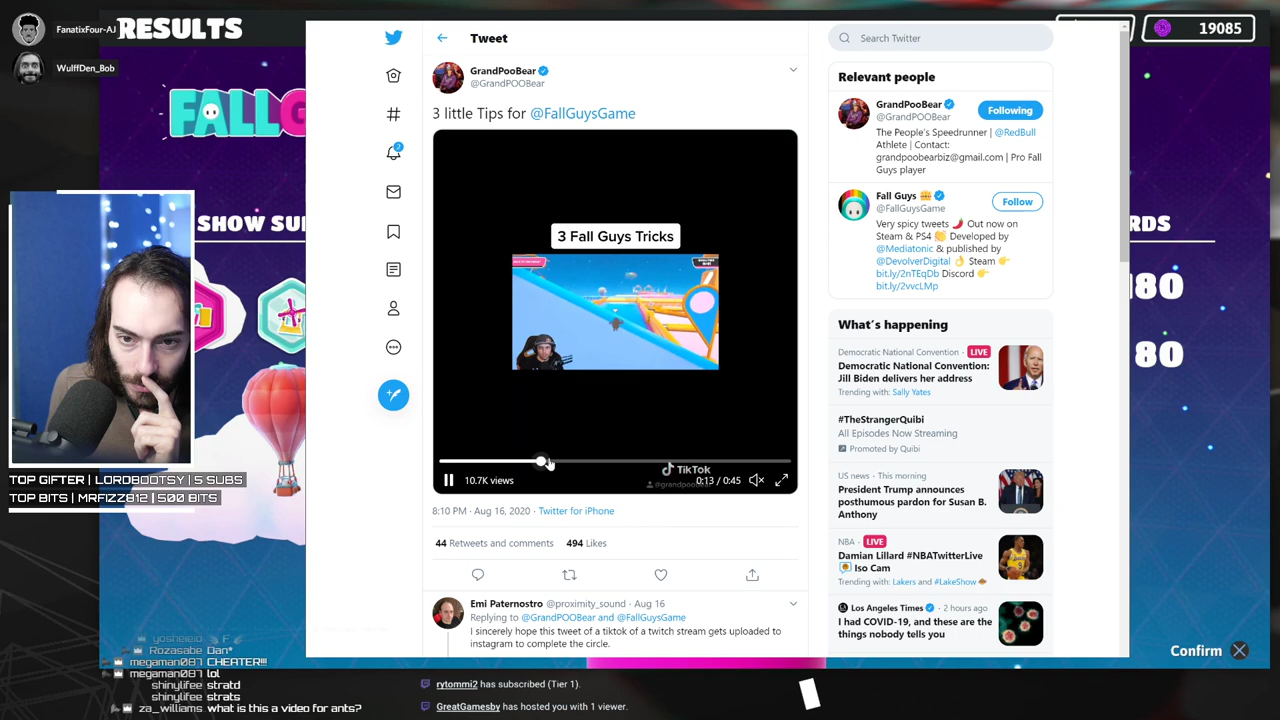 FanatixFour-AJ
WulffDen_Bob
RESULTS
19085
FALL G
SHOW SU
RDS
80
80
Tweet
GrandPooBear
@GrandPOOBear
3 little Tips for @FallGuysGame
3 Fall Guys Tricks
TikTok
10.7K views
0:13 / 0:45
8:10 PM · Aug 16, 2020 · Twitter for iPhone
44 Retweets and comments 494 Likes
Emi Paternostro @proximity_sound · Aug 16
Replying to @GrandPOOBear and @FallGuysGame
I sincerely hope this tweet of a tiktok of a twitch stream gets uploaded to
instagram to complete the circle.
2
Search Twitter
Relevant people
GrandPooBear
@GrandPOOBear
Following
The People's Speedrunner | @RedBull
Athlete | Contact:
grandpoobearbiz@gmail.com | Pro Fall
Guys player
Fall Guys
@FallGuysGame
Follow
Very spicy tweets 🌶️ Out now on
Steam & PS4 Developed by
@Mediatonic & published by
@DevolverDigital 👌 Steam 👉
bit.ly/2nTEqDb Discord 👉
bit.ly/2vvcLMp
What's happening
Democratic National Convention · LIVE
Democratic National Convention:
Jill Biden delivers her address
Trending with: Sally Yates
#TheStrangerQuibi
All Episodes Now Streaming
Promoted by Quibi
US news · This morning
President Trump announces
posthumous pardon for Susan B.
Anthony
NBA · LIVE
Damian Lillard #NBATwitterLive
Iso Cam
Trending with: Lakers and #LakeShow
Los Angeles Times · 2 hours ago
I had COVID-19, and these are the
things nobody tells you
Confirm
TOP GIFTER | LORDBOOTSY | 5 SUBS
TOP BITS | MRFIZZ812 | 500 BITS
Rozasabe Dan*
megaman087 CHEATER!!!
megaman087 lol
shinylifee stratd
shinylifee strats
za_williams what is this a video for ants?
rytommi2 has subscribed (Tier 1).
GreatGamesby has hosted you with 1 viewer.